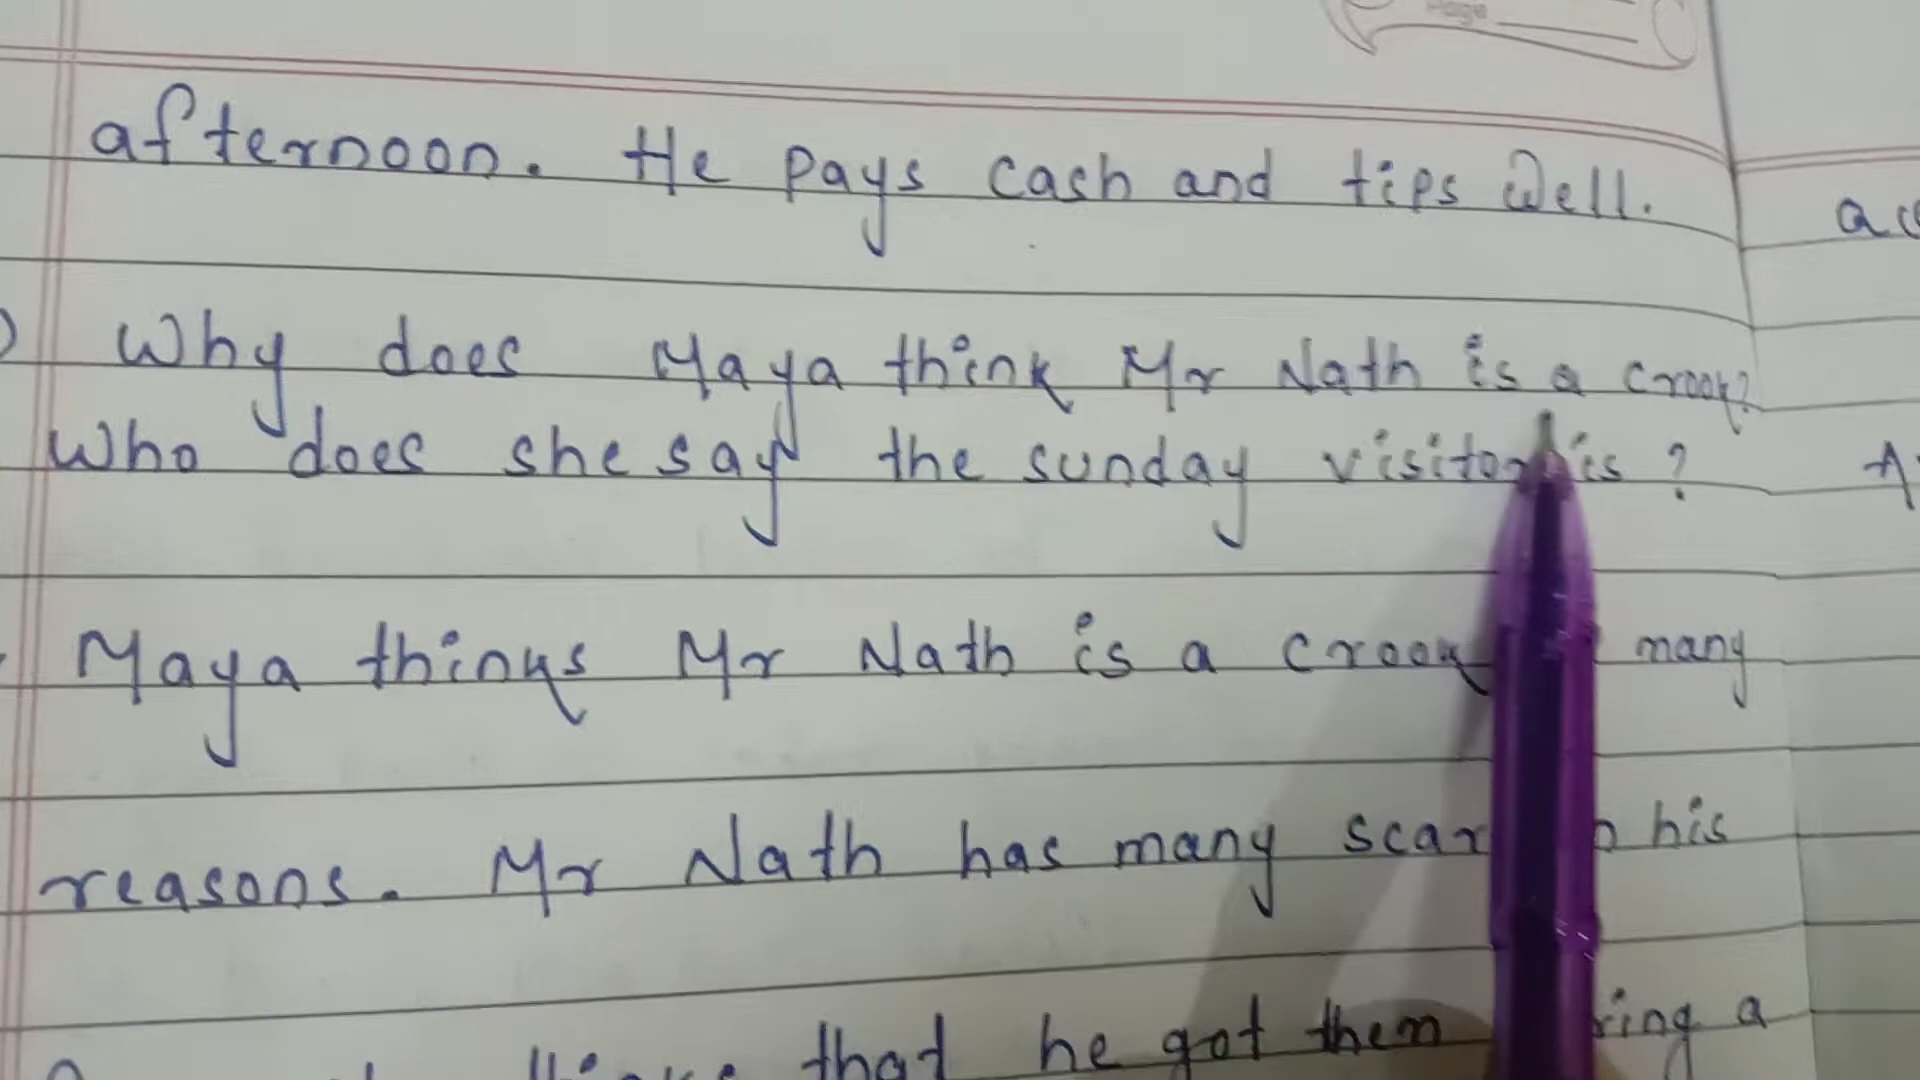 Page
afternoon. He pays cash and tips well.
Why does Maya think Mr Nath is a crook?
Who does she say the sunday visitor is?
Maya thinks Mr Nath is a crook many
reasons. Mr Nath has many his
that he got them a